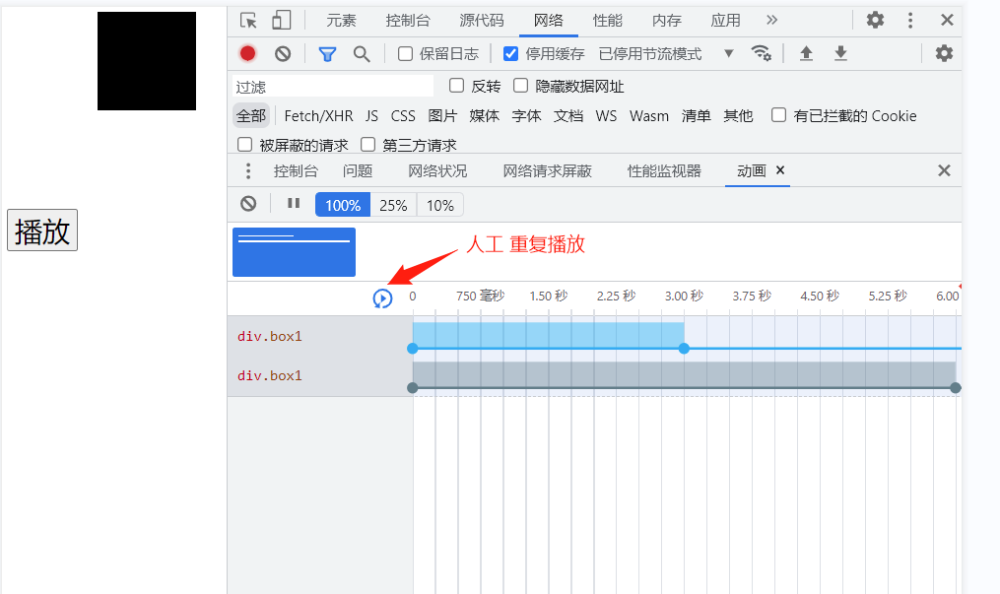 元素 控制台 源代码 网络 性能 内存 应用 »
保留日志 停用缓存 已停用节流模式
过滤 反转 隐藏数据网址
全部 Fetch/XHR JS CSS 图片 媒体 字体 文档 WS Wasm 清单 其他 有已拦截的 Cookie
被屏蔽的请求 第三方请求
控制台 问题 网络状况 网络请求屏蔽 性能监视器 动画 ×
100% 25% 10%
播放
人工 重复播放
0 750 毫秒 1.50 秒 2.25 秒 3.00 秒 3.75 秒 4.50 秒 5.25 秒 6.00
div.box1
div.box1